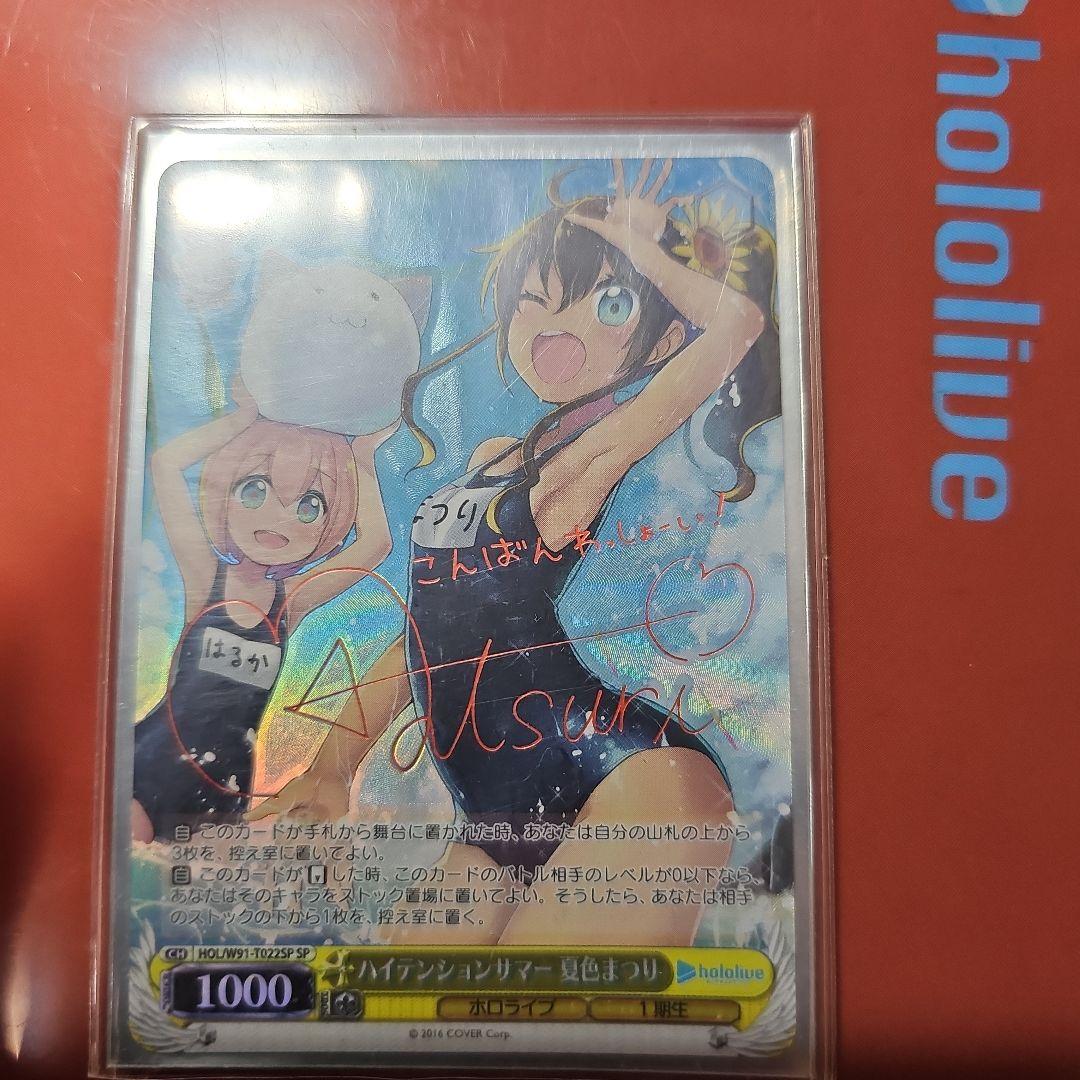 hololive
つり
こんばんわっしょーい!
はるか
Matsuri
自 このカードが手札から舞台に置かれた時、あなたは自分の山札の上から
3枚を、控え室に置いてよい。
自 このカードが した時、このカードのバトル相手のレベルが0以下なら、
あなたはそのキャラをストック置場に置いてよい。そうしたら、あなたは相手
のストックの下から1枚を、控え室に置く。
CH HOL/W91-T022SP SP
1000
ハイテンションサマー 夏色まつり
hololive
ホロライブ
1期生
© 2016 COVER Corp.